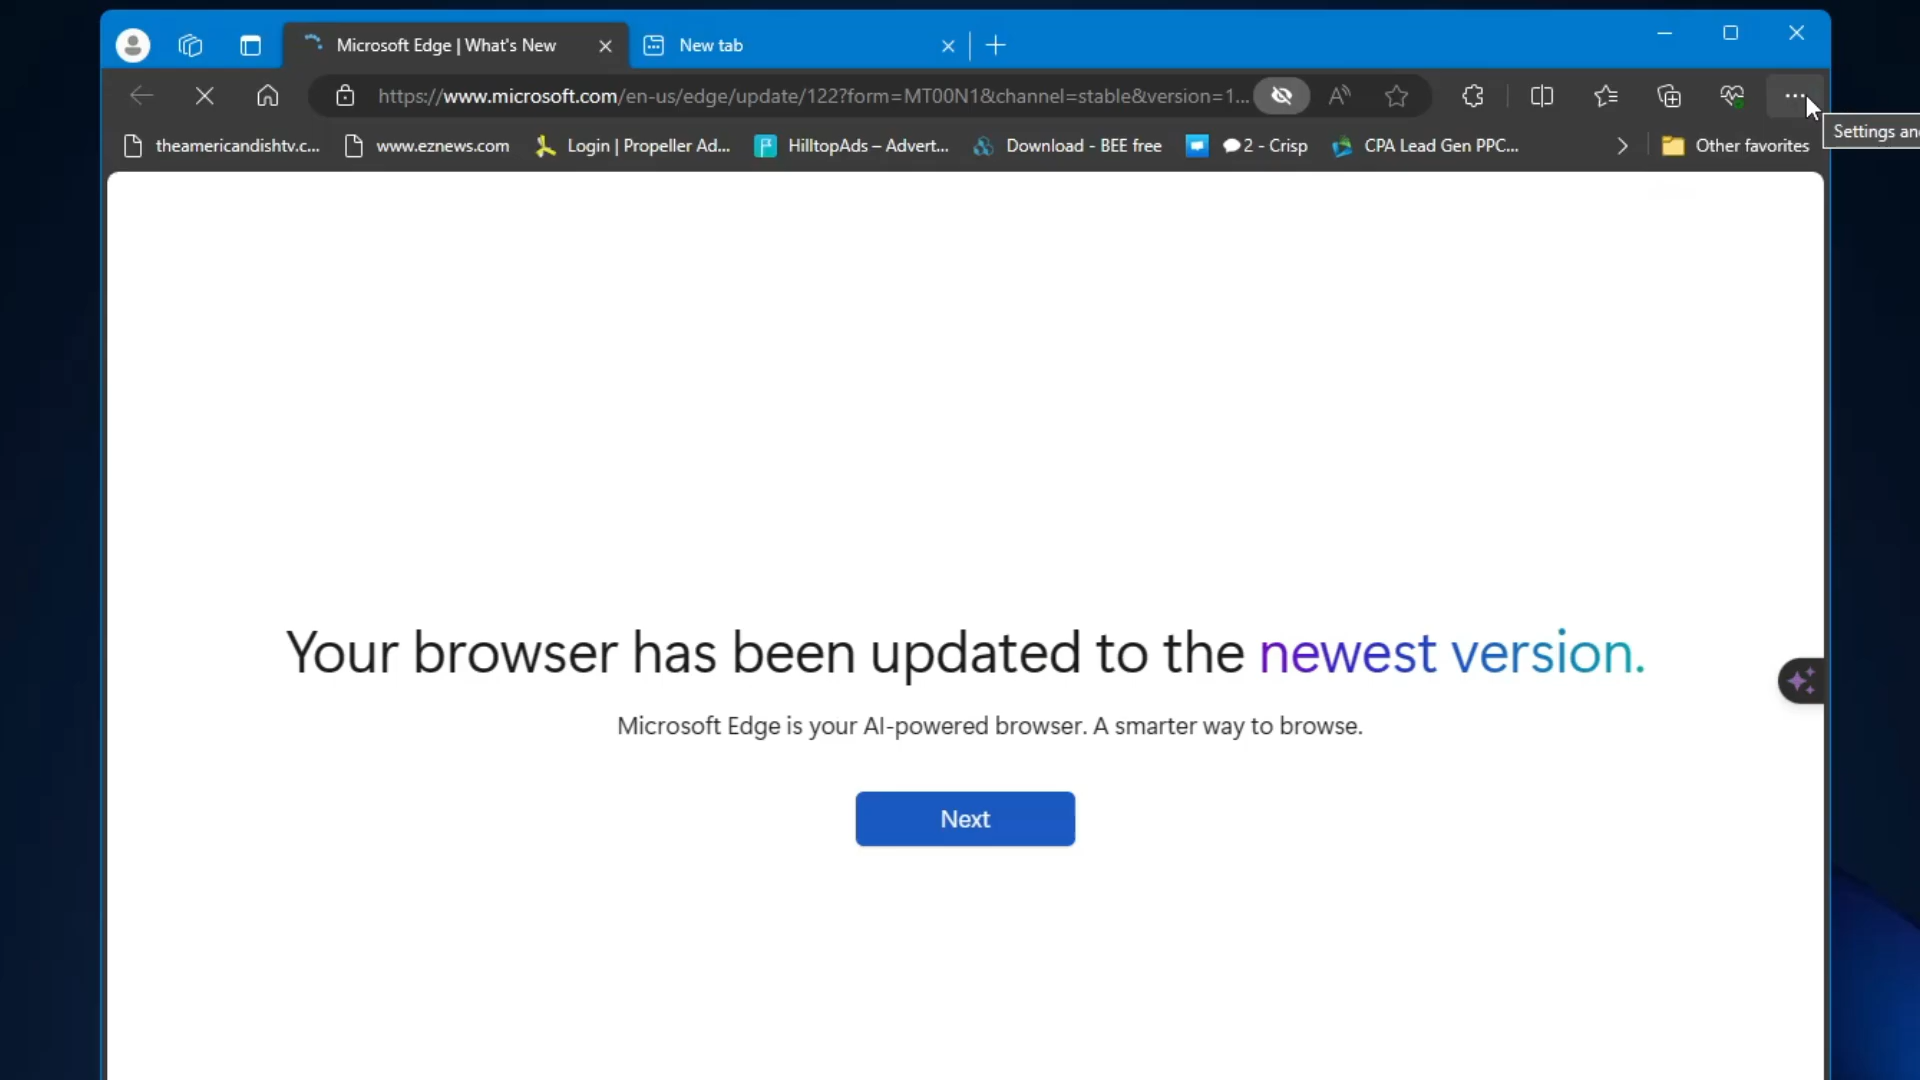 Microsoft Edge | What's New
New tab
https://www.microsoft.com/en-us/edge/update/122?form=MT00N1&channel=stable&version=1...
Settings an
theamericandishtv.c...
www.eznews.com
Login | Propeller Ad...
HilltopAds – Advert...
Download - BEE free
2 - Crisp
CPA Lead Gen PPC...
Other favorites
Your browser has been updated to the newest version.
Microsoft Edge is your AI-powered browser. A smarter way to browse.
Next